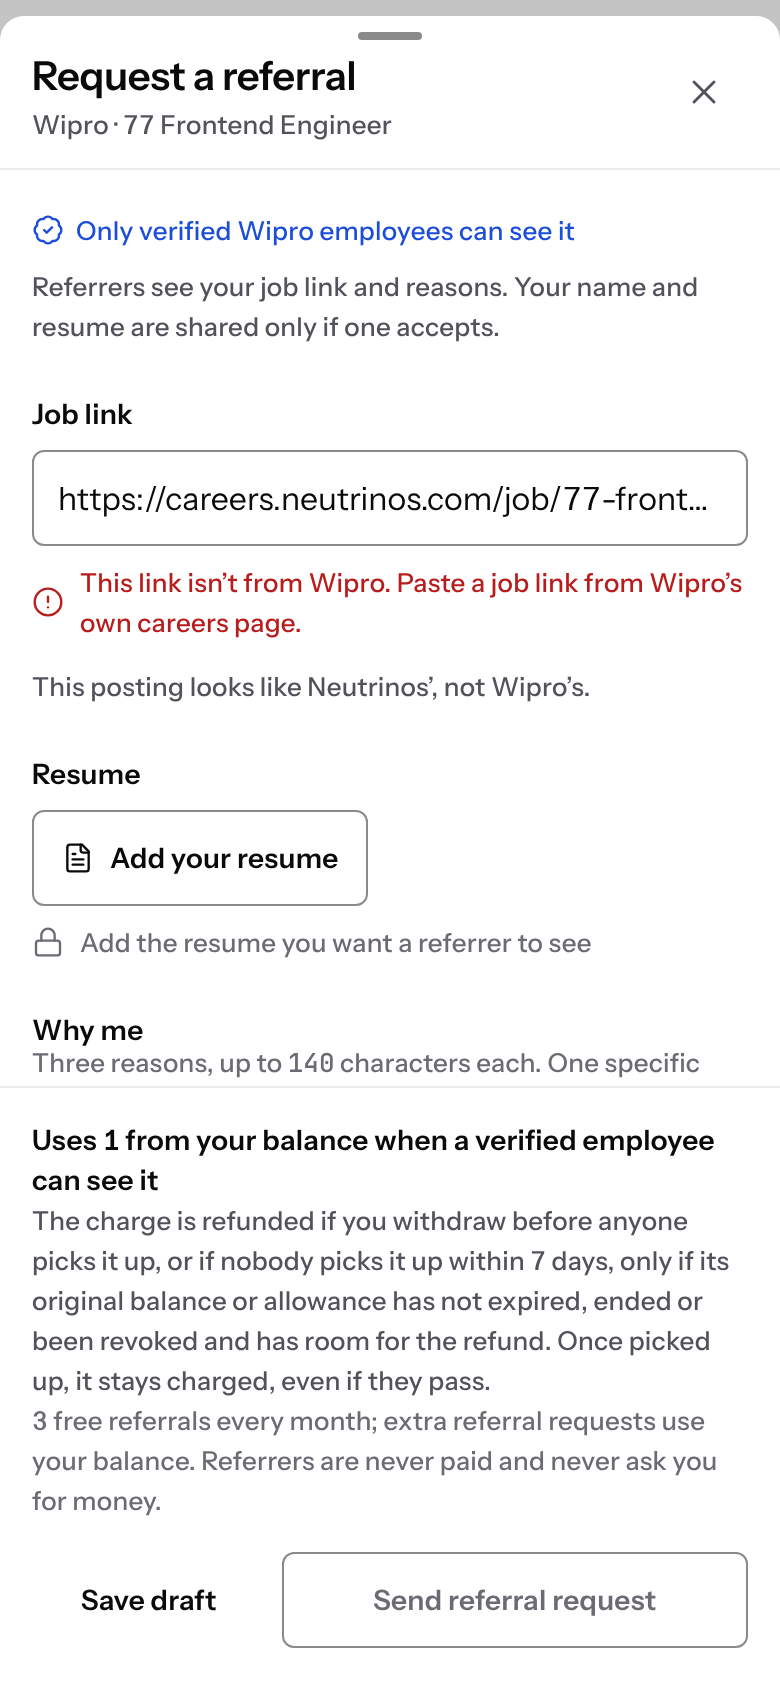 Request a referral
Wipro · 77 Frontend Engineer
Only verified Wipro employees can see it
Referrers see your job link and reasons. Your name and
resume are shared only if one accepts.
Job link
https://careers.neutrinos.com/job/77-front...
This link isn’t from Wipro. Paste a job link from Wipro’s
own careers page.
This posting looks like Neutrinos’, not Wipro’s.
Resume
Add your resume
Add the resume you want a referrer to see
Why me
Three reasons, up to 140 characters each. One specific
Uses 1 from your balance when a verified employee
can see it
The charge is refunded if you withdraw before anyone
picks it up, or if nobody picks it up within 7 days, only if its
original balance or allowance has not expired, ended or
been revoked and has room for the refund. Once picked
up, it stays charged, even if they pass.
3 free referrals every month; extra referral requests use
your balance. Referrers are never paid and never ask you
for money.
Save draft
Send referral request